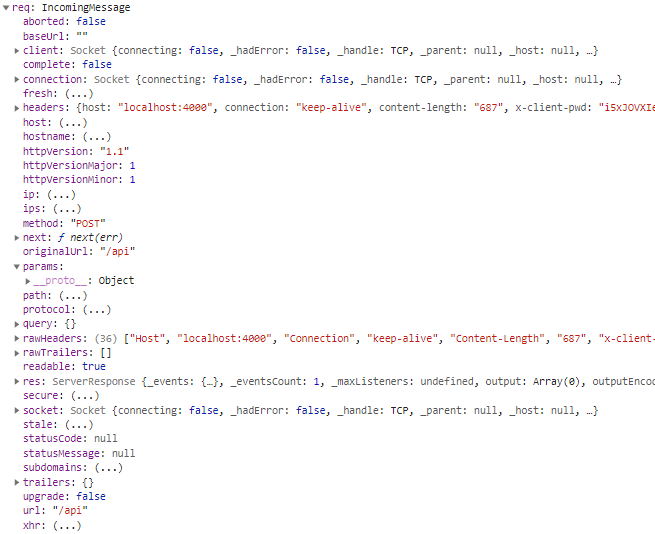 req: IncomingMessage
aborted: false
baseUrl: ""
client: Socket {connecting: false, _hadError: false, _handle: TCP, _parent: null, _host: null, …}
complete: false
connection: Socket {connecting: false, _hadError: false, _handle: TCP, _parent: null, _host: null, …}
fresh: (...)
headers: {host: "localhost:4000", connection: "keep-alive", content-length: "687", x-client-pwd: "i5xJOVXIe
host: (...)
hostname: (...)
httpVersion: "1.1"
httpVersionMajor: 1
httpVersionMinor: 1
ip: (...)
ips: (...)
method: "POST"
next: ƒ next(err)
originalUrl: "/api"
params:
__proto__: Object
path: (...)
protocol: (...)
query: {}
rawHeaders: (36) ["Host", "localhost:4000", "Connection", "keep-alive", "Content-Length", "687", "x-client-
rawTrailers: []
readable: true
res: ServerResponse {_events: {…}, _eventsCount: 1, _maxListeners: undefined, output: Array(0), outputEncod
secure: (...)
socket: Socket {connecting: false, _hadError: false, _handle: TCP, _parent: null, _host: null, …}
stale: (...)
statusCode: null
statusMessage: null
subdomains: (...)
trailers: {}
upgrade: false
url: "/api"
xhr: (...)